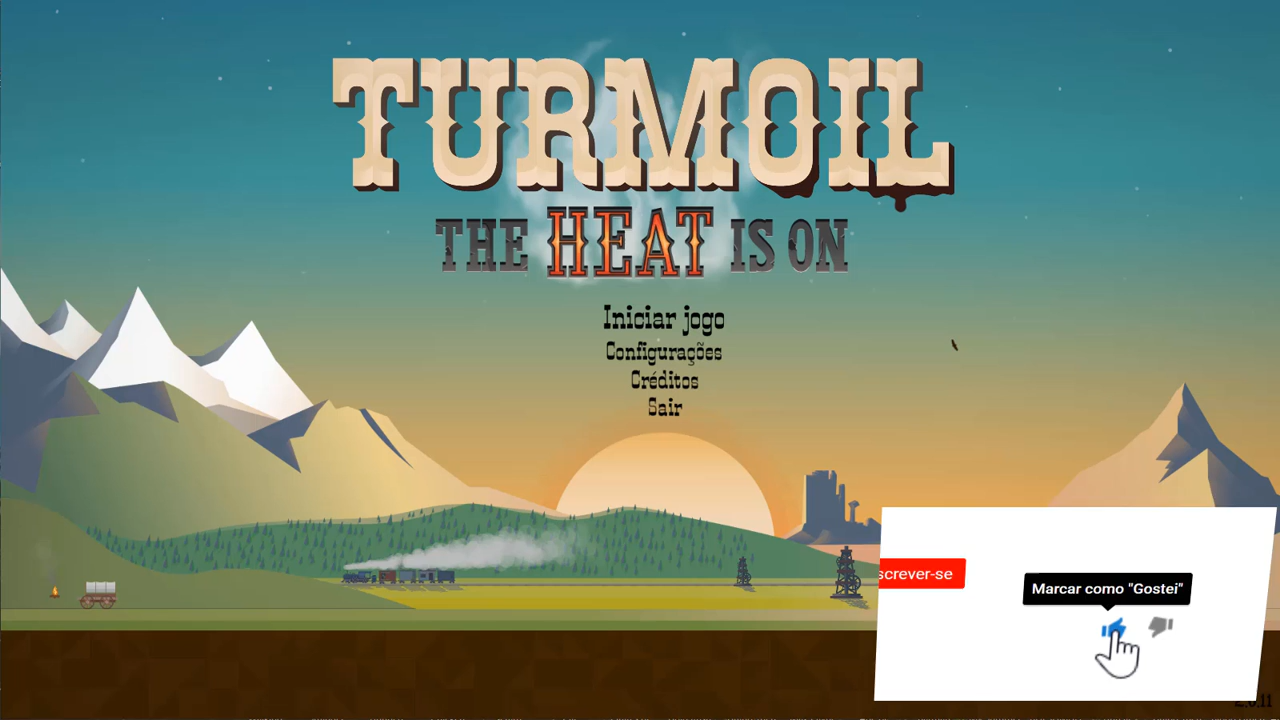 TURMOIL
THE HEAT IS ON
Iniciar jogo
Configurações
Créditos
Sair
screver-se
Marcar como "Gostei"